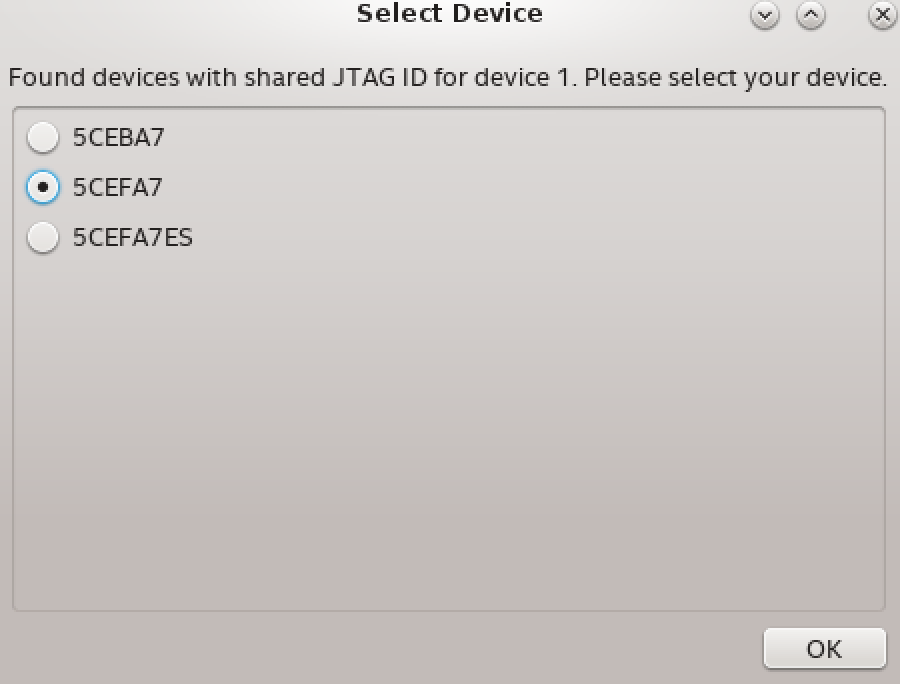 Select Device
Found devices with shared JTAG ID for device 1. Please select your device.
5CEBA7
5CEFA7
5CEFA7ES
OK